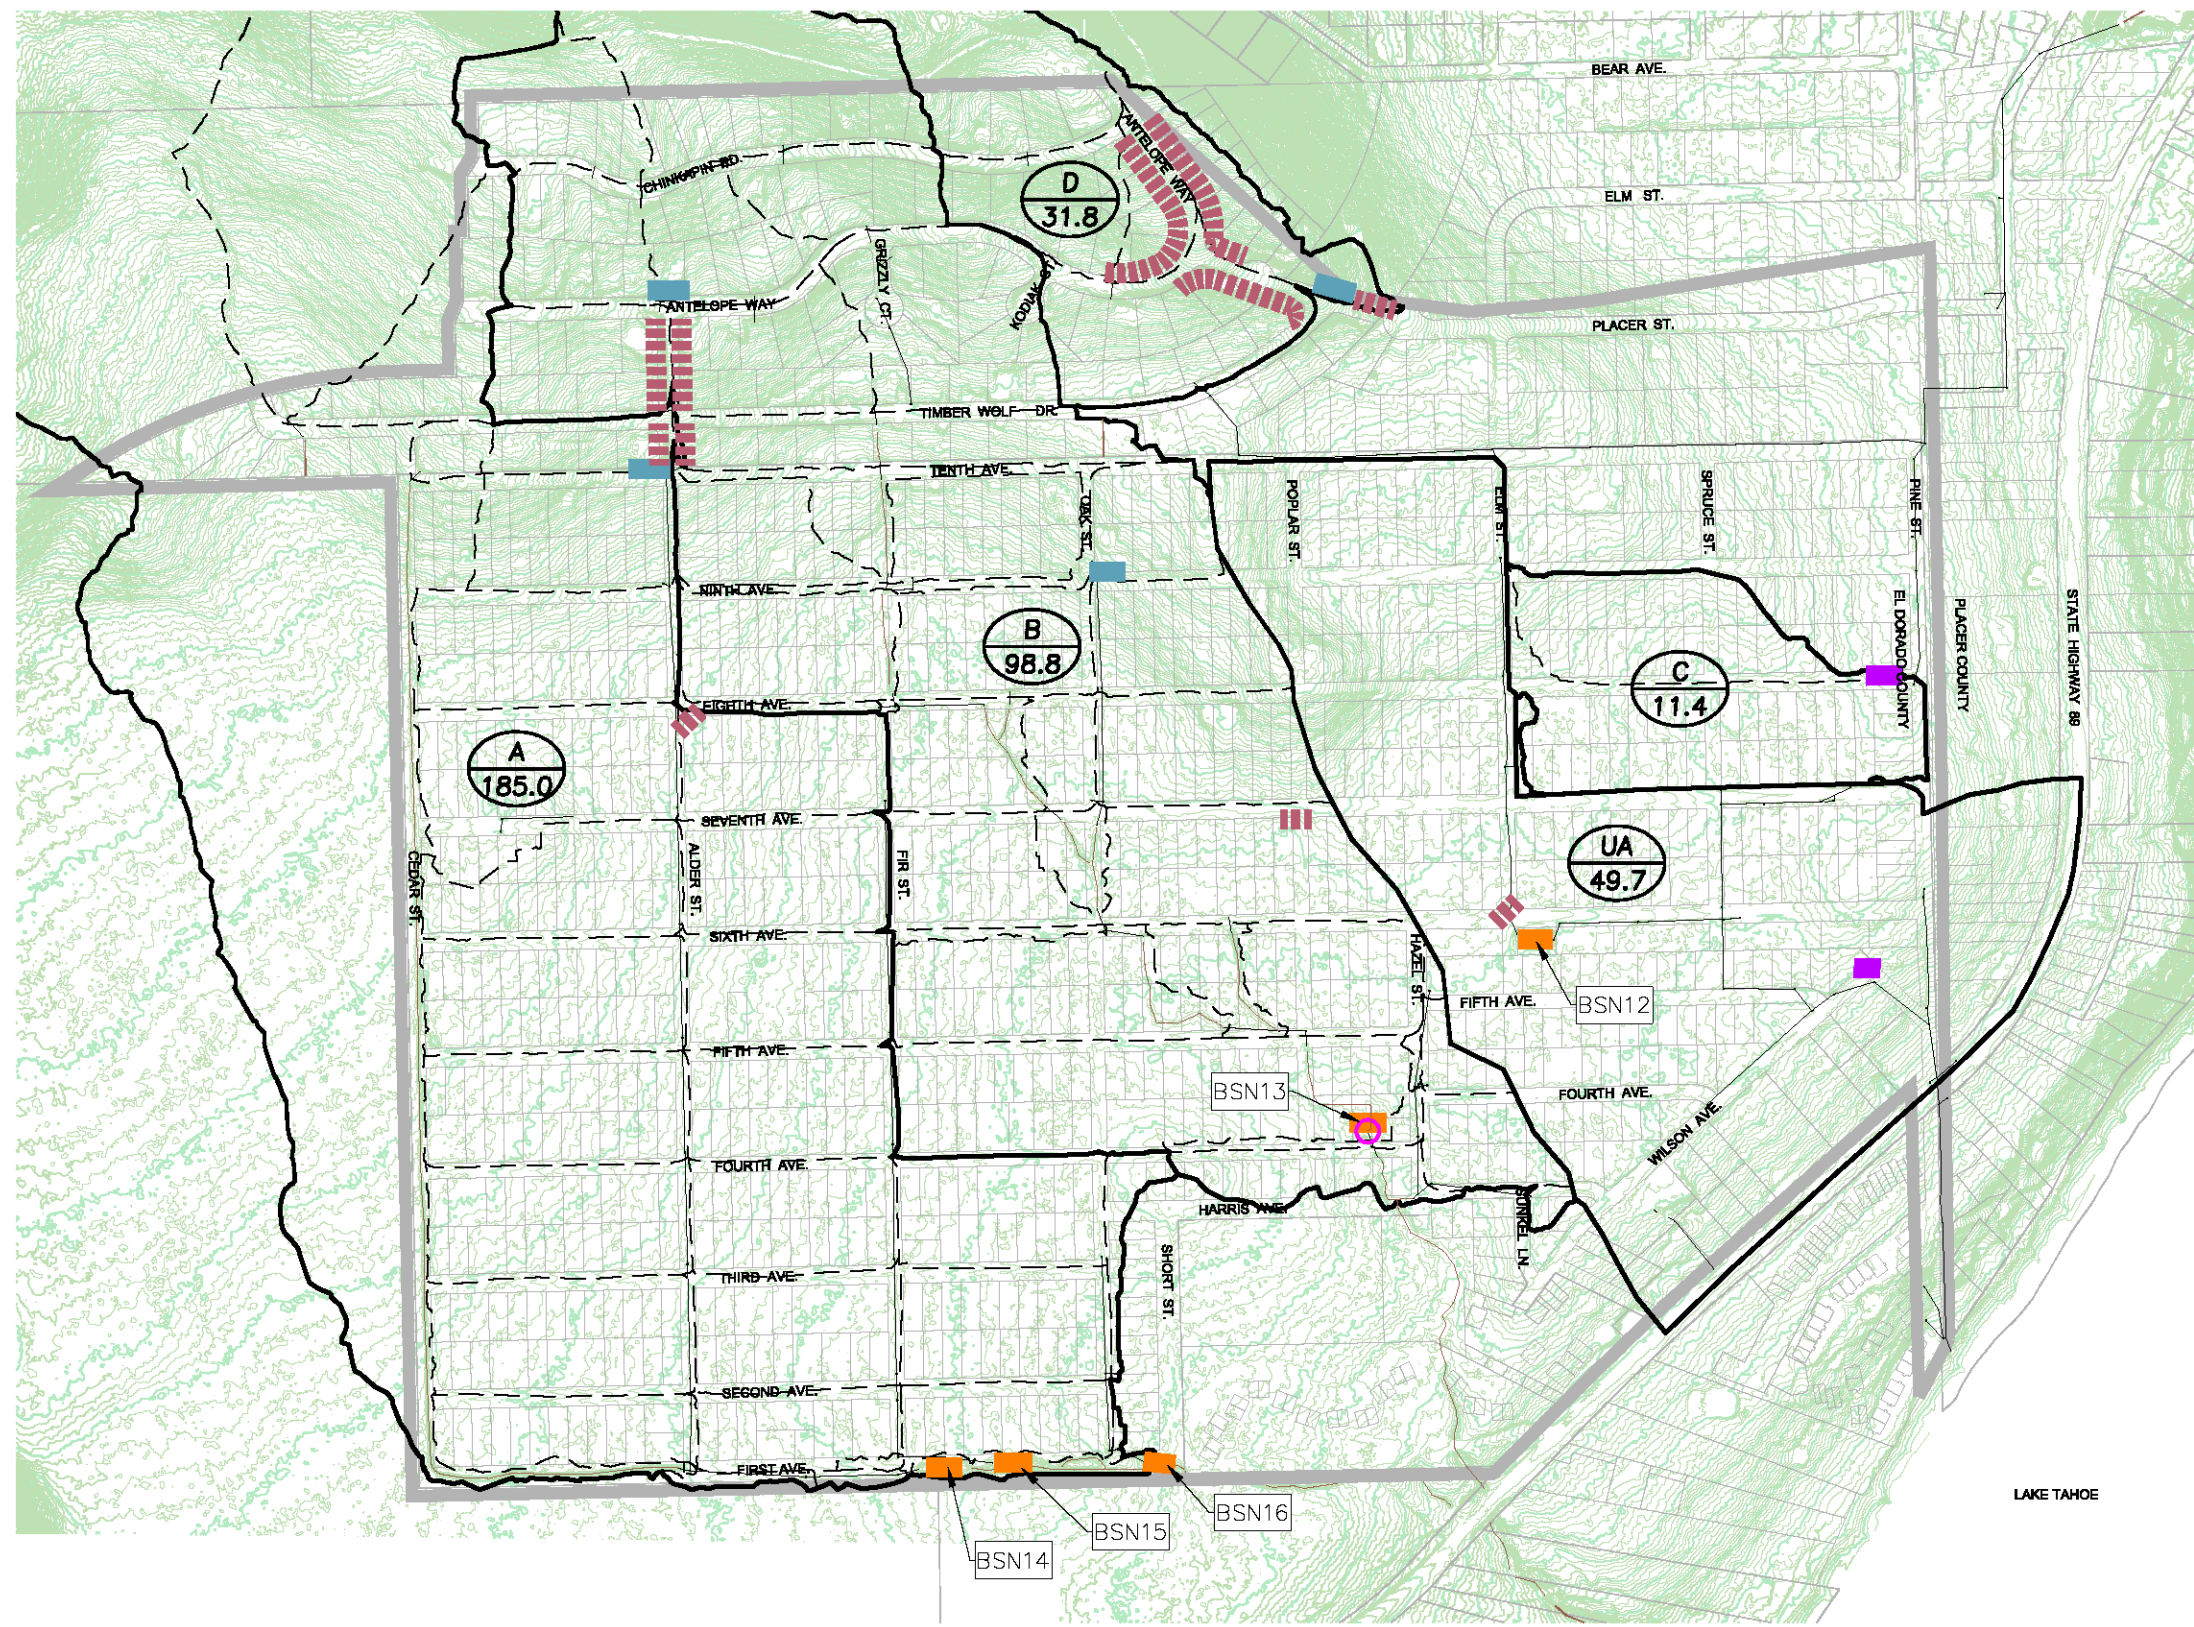 BEAR AVE.
ANTELOPE WAY
CHINKAPIN RD.
D
31.8
ELM ST.
GRIZZLY CT.
KODIAK
ANTELOPE WAY
PLACER ST.
TIMBER WOLF DR.
TENTH AVE.
OAK ST.
POPLAR ST.
ELM ST.
SPRUCE ST.
PINE ST.
NINTH AVE.
B
98.8
EL DORADO COUNTY
PLACER COUNTY
STATE HIGHWAY 89
C
11.4
EIGHTH AVE.
A
185.0
SEVENTH AVE.
UA
49.7
CEDAR ST.
ALDER ST.
FIR ST.
SIXTH AVE.
HAZEL ST.
FIFTH AVE.
BSN12
FIFTH AVE.
BSN13
FOURTH AVE.
WILSON AVE.
FOURTH AVE.
HARRIS AVE.
SUNKEL LN.
SHORT ST.
THIRD AVE.
SECOND AVE.
FIRST AVE.
LAKE TAHOE
BSN16
BSN15
BSN14